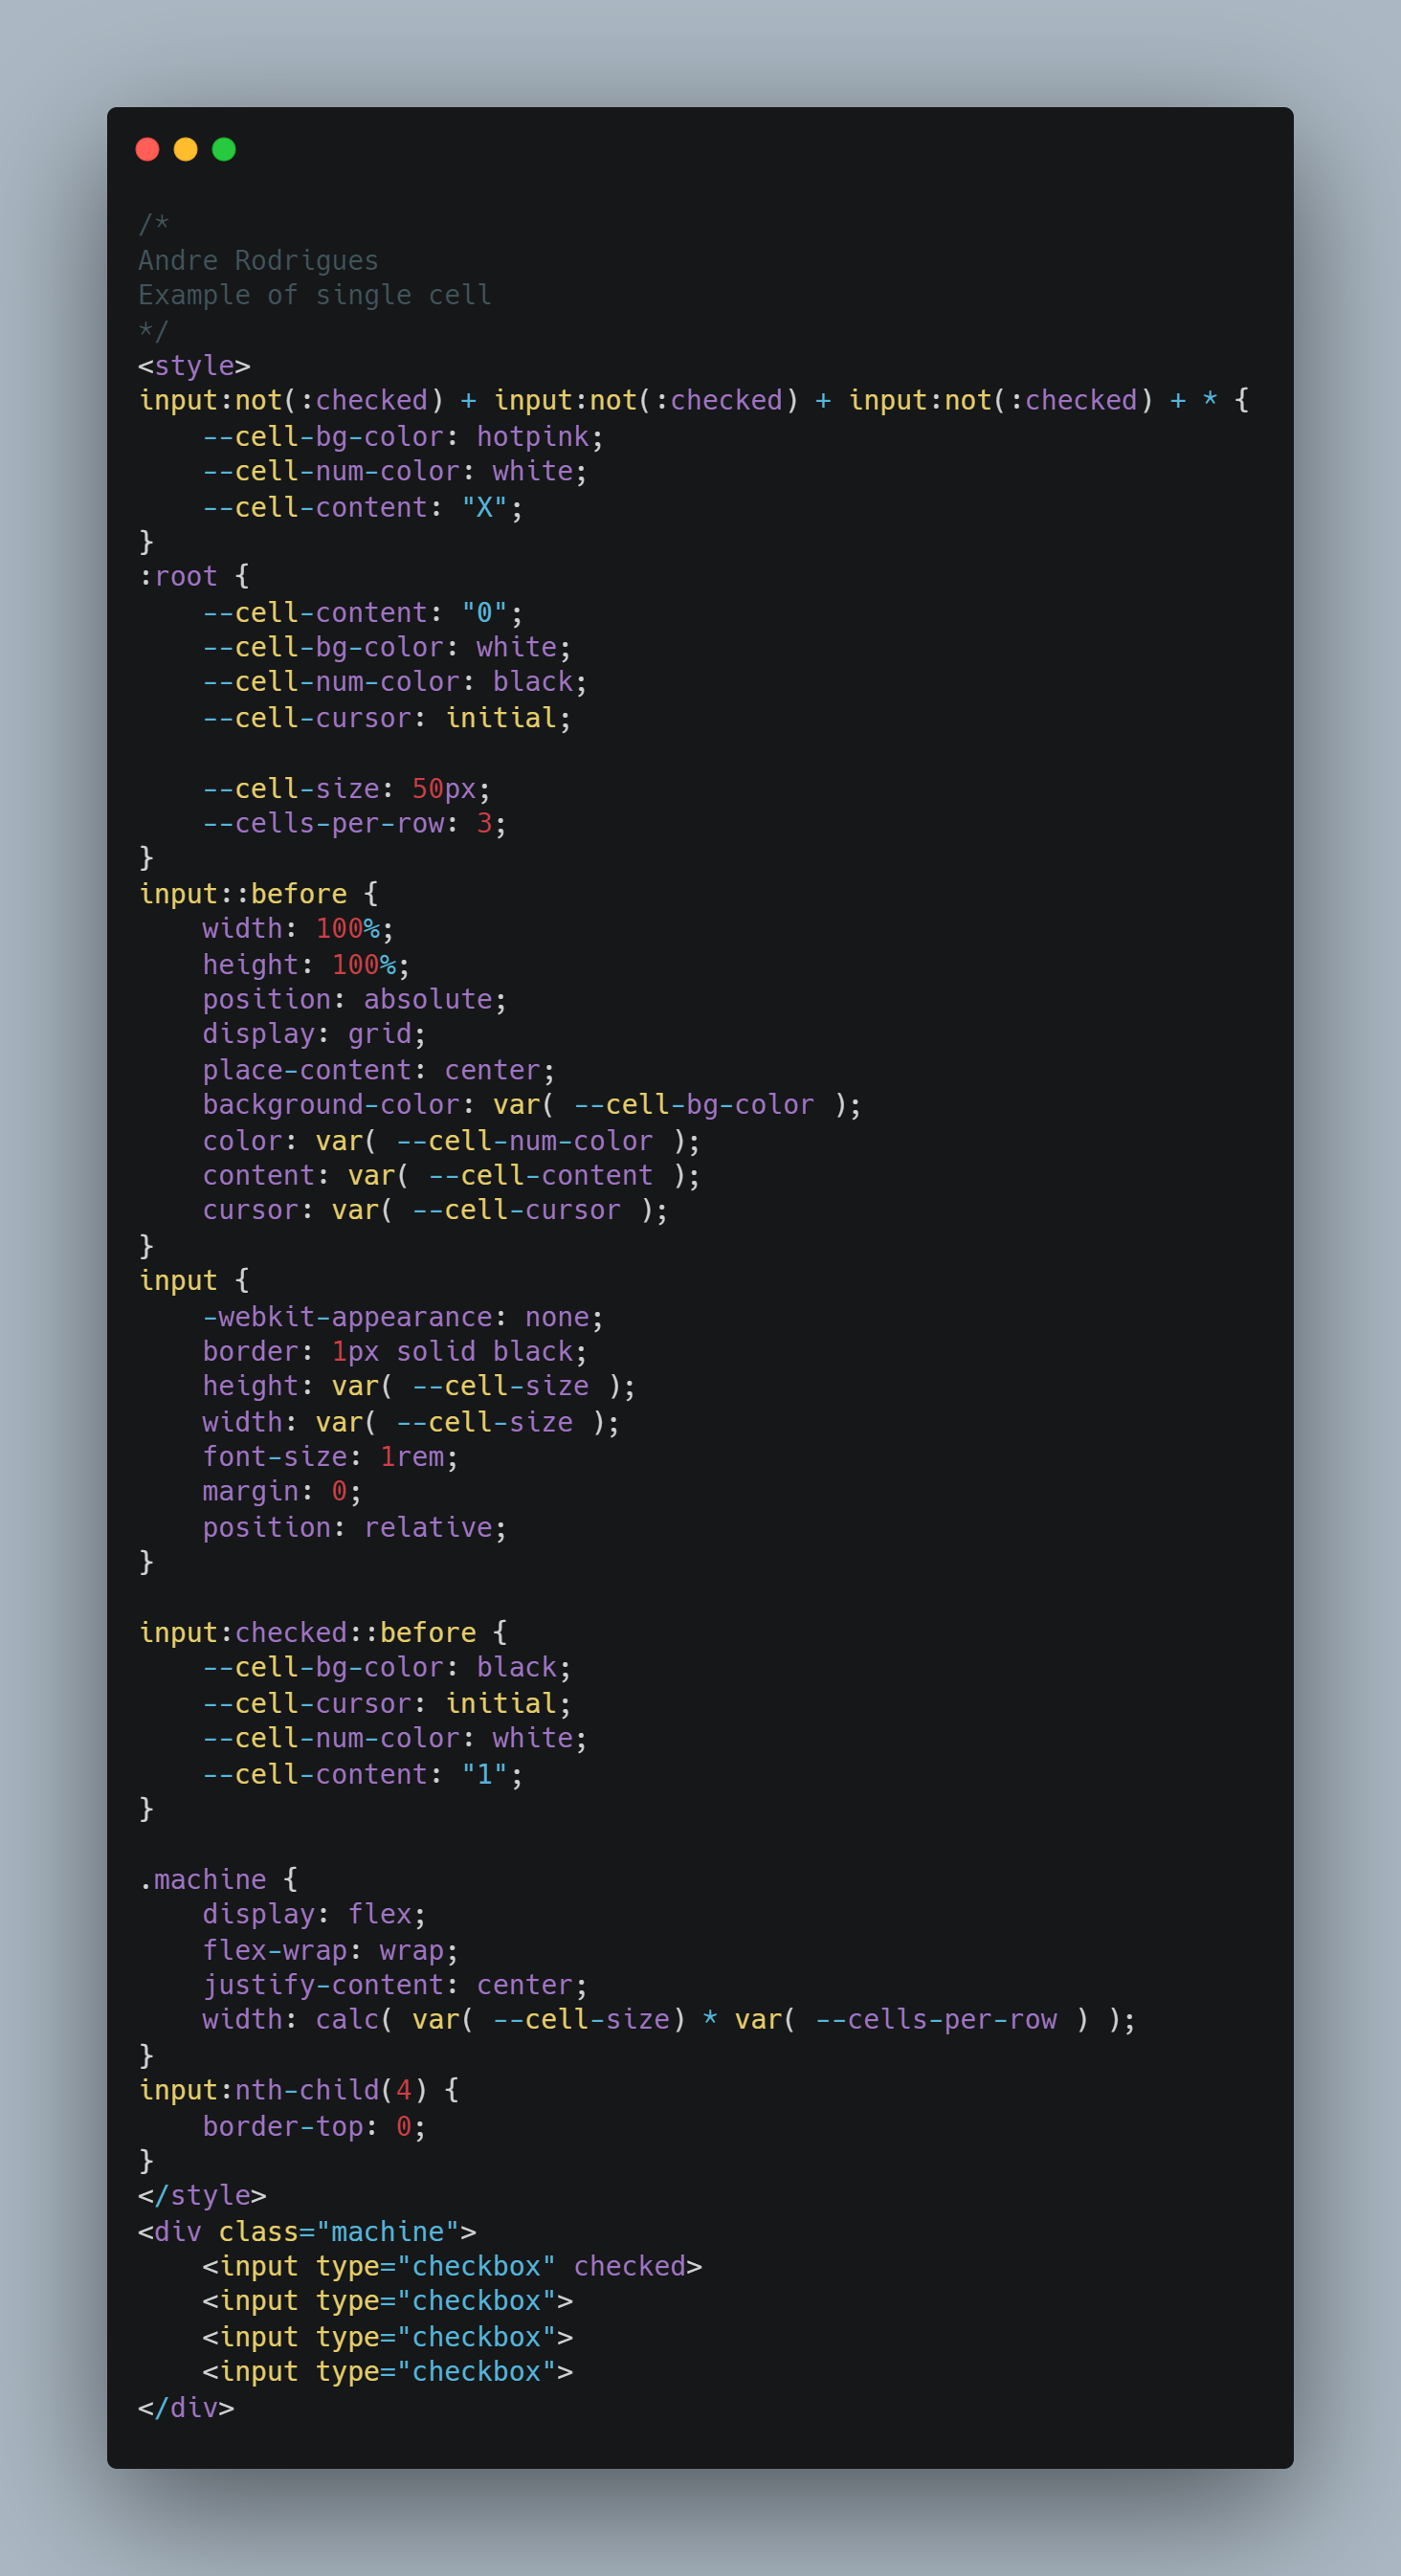 /*
Andre Rodrigues
Example of single cell
*/
<style>
input:not(:checked) + input:not(:checked) + input:not(:checked) + * {
    --cell-bg-color: hotpink;
    --cell-num-color: white;
    --cell-content: "X";
}
:root {
    --cell-content: "0";
    --cell-bg-color: white;
    --cell-num-color: black;
    --cell-cursor: initial;

    --cell-size: 50px;
    --cells-per-row: 3;
}
input::before {
    width: 100%;
    height: 100%;
    position: absolute;
    display: grid;
    place-content: center;
    background-color: var( --cell-bg-color );
    color: var( --cell-num-color );
    content: var( --cell-content );
    cursor: var( --cell-cursor );
}
input {
    -webkit-appearance: none;
    border: 1px solid black;
    height: var( --cell-size );
    width: var( --cell-size );
    font-size: 1rem;
    margin: 0;
    position: relative;
}

input:checked::before {
    --cell-bg-color: black;
    --cell-cursor: initial;
    --cell-num-color: white;
    --cell-content: "1";
}

.machine {
    display: flex;
    flex-wrap: wrap;
    justify-content: center;
    width: calc( var( --cell-size) * var( --cells-per-row ) );
}
input:nth-child(4) {
    border-top: 0;
}
</style>
<div class="machine">
    <input type="checkbox" checked>
    <input type="checkbox">
    <input type="checkbox">
    <input type="checkbox">
</div>